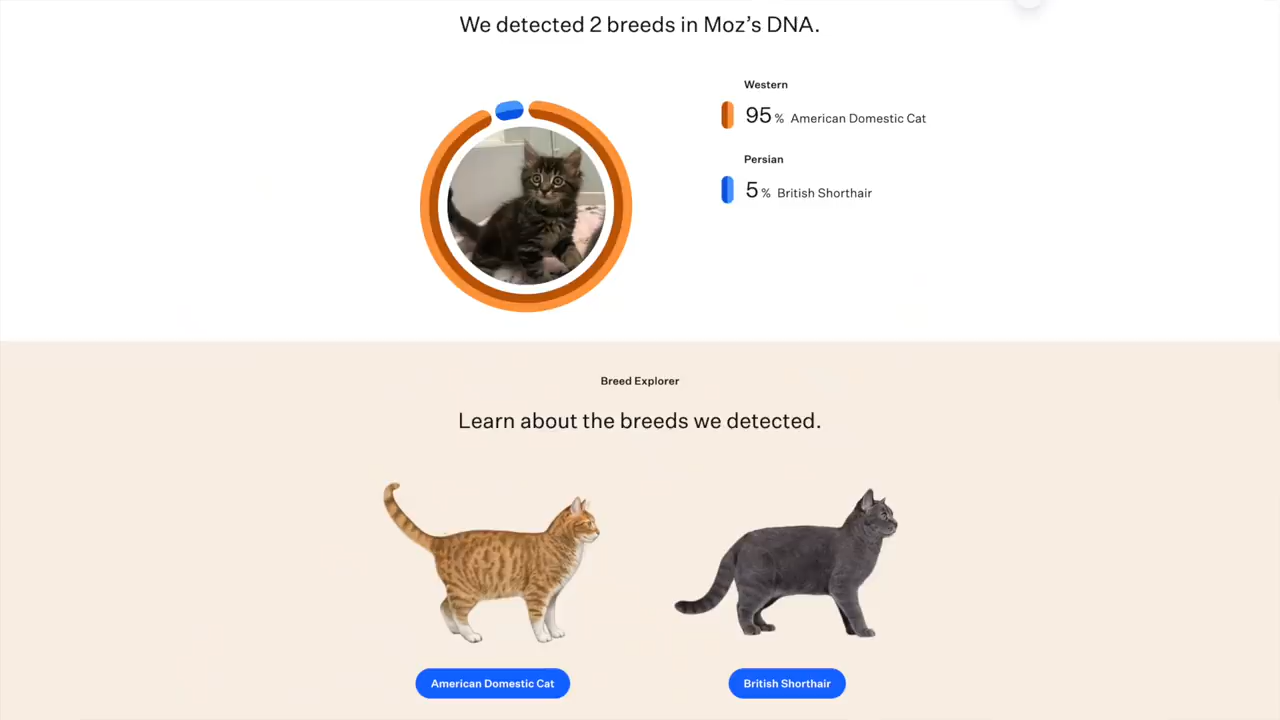 We detected 2 breeds in Moz’s DNA.
Western
95 % American Domestic Cat
Persian
5 % British Shorthair
Breed Explorer
Learn about the breeds we detected.
American Domestic Cat
British Shorthair